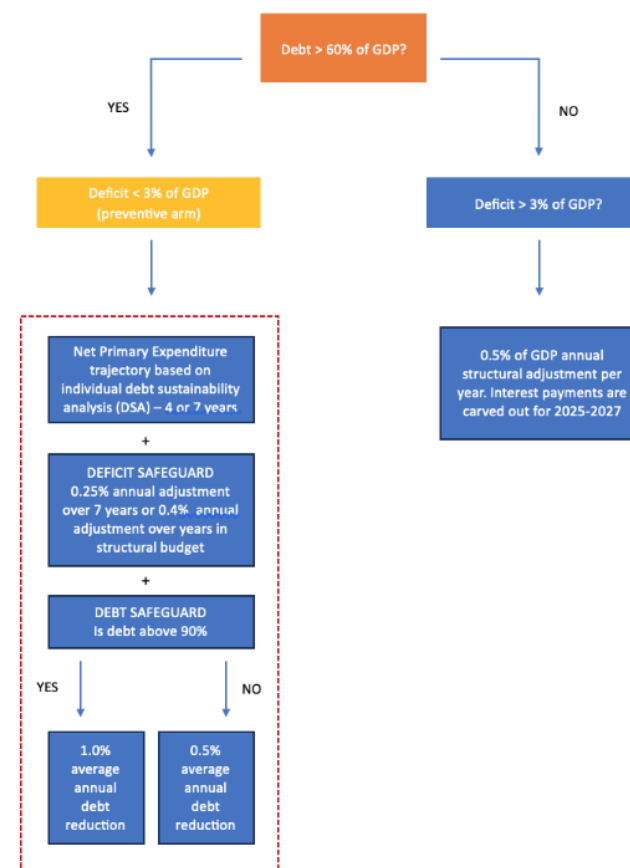 Debt > 60% of GDP?
YES
NO
Deficit < 3% of GDP
(preventive arm)
Deficit > 3% of GDP?
Net Primary Expenditure
trajectory based on
individual debt sustainability
analysis (DSA) – 4 or 7 years
+
DEFICIT SAFEGUARD
0.25% annual adjustment
over 7 years or 0.4% annual
adjustment over years in
structural budget
+
DEBT SAFEGUARD
Is debt above 90%
YES
NO
1.0%
average
annual
debt
reduction
0.5%
average
annual
debt
reduction
0.5% of GDP annual
structural adjustment per
year. Interest payments are
carved out for 2025-2027